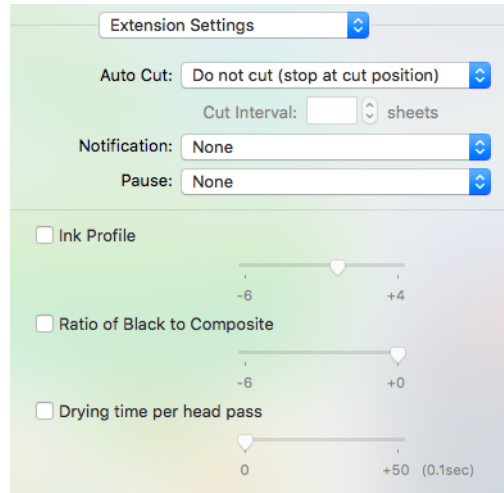 Extension Settings
Auto Cut: Do not cut (stop at cut position)
Cut Interval: sheets
Notification: None
Pause: None
Ink Profile
-6 +4
Ratio of Black to Composite
-6 +0
Drying time per head pass
0 +50 (0.1sec)